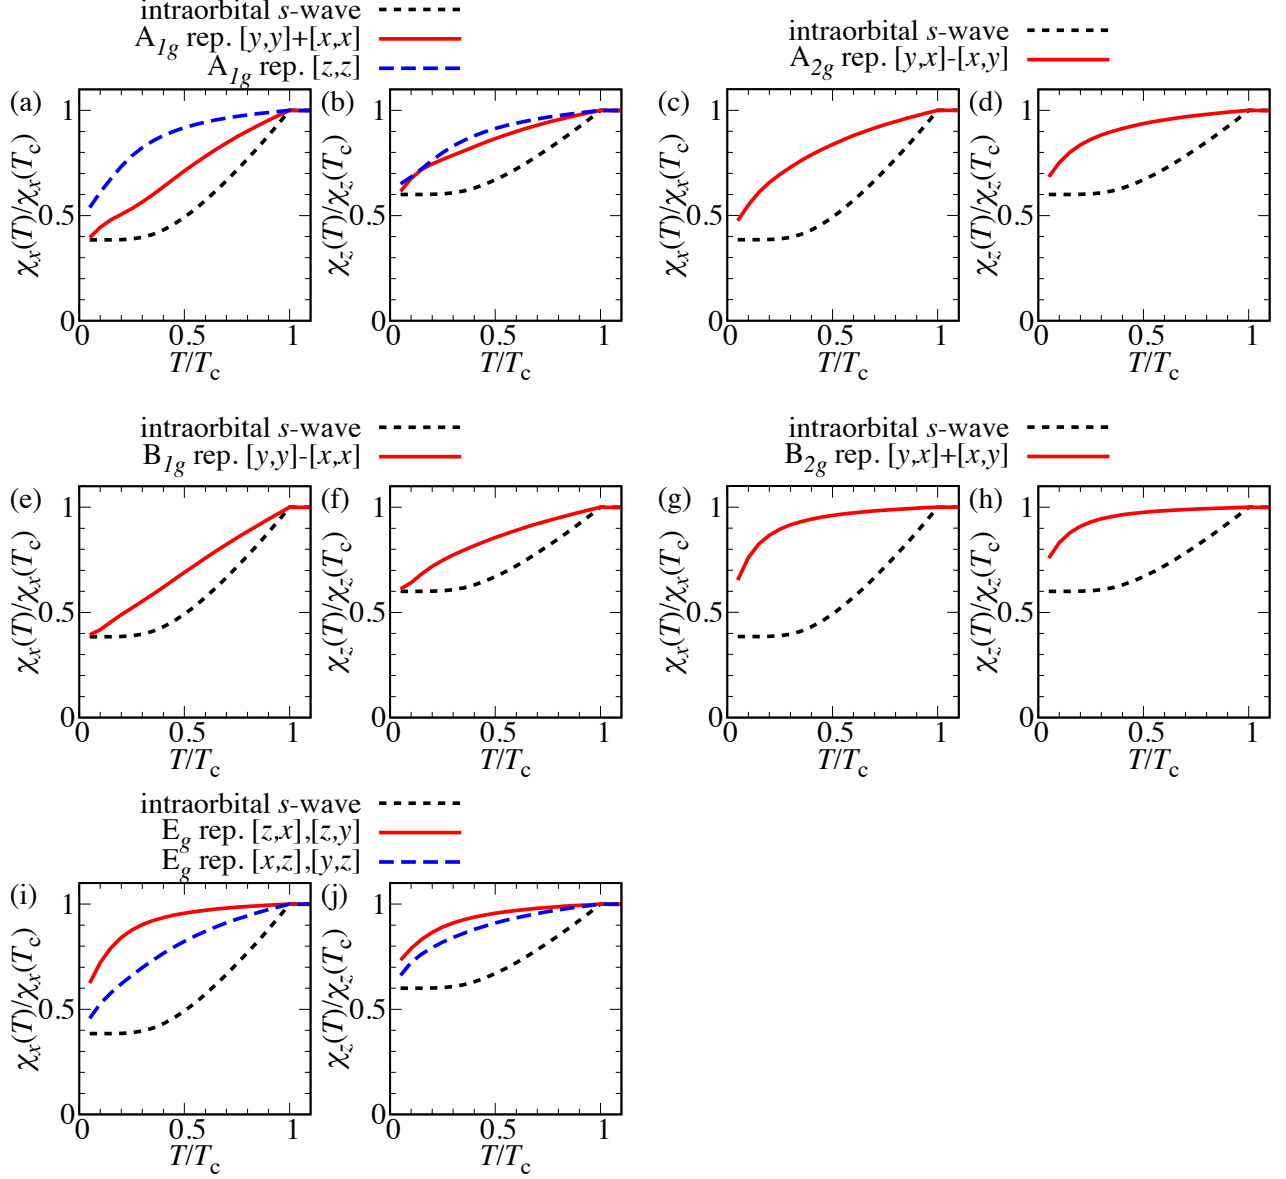 intraorbital s-wave
A1g rep. [y,y]+[x,x]
A1g rep. [z,z]
intraorbital s-wave
A2g rep. [y,x]-[x,y]
(a)
(b)
(c)
(d)
χx(T)/χx(Tc)
1
0.5
0
0
0.5
1
T/Tc
χz(T)/χz(Tc)
1
0.5
0
0
0.5
1
T/Tc
χx(T)/χx(Tc)
1
0.5
0
0
0.5
1
T/Tc
χz(T)/χz(Tc)
1
0.5
0
0
0.5
1
T/Tc
intraorbital s-wave
B1g rep. [y,y]-[x,x]
intraorbital s-wave
B2g rep. [y,x]+[x,y]
(e)
(f)
(g)
(h)
χx(T)/χx(Tc)
1
0.5
0
0
0.5
1
T/Tc
χz(T)/χz(Tc)
1
0.5
0
0
0.5
1
T/Tc
χx(T)/χx(Tc)
1
0.5
0
0
0.5
1
T/Tc
χz(T)/χz(Tc)
1
0.5
0
0
0.5
1
T/Tc
intraorbital s-wave
Eg rep. [z,x],[z,y]
Eg rep. [x,z],[y,z]
(i)
(j)
χx(T)/χx(Tc)
1
0.5
0
0
0.5
1
T/Tc
χz(T)/χz(Tc)
1
0.5
0
0
0.5
1
T/Tc